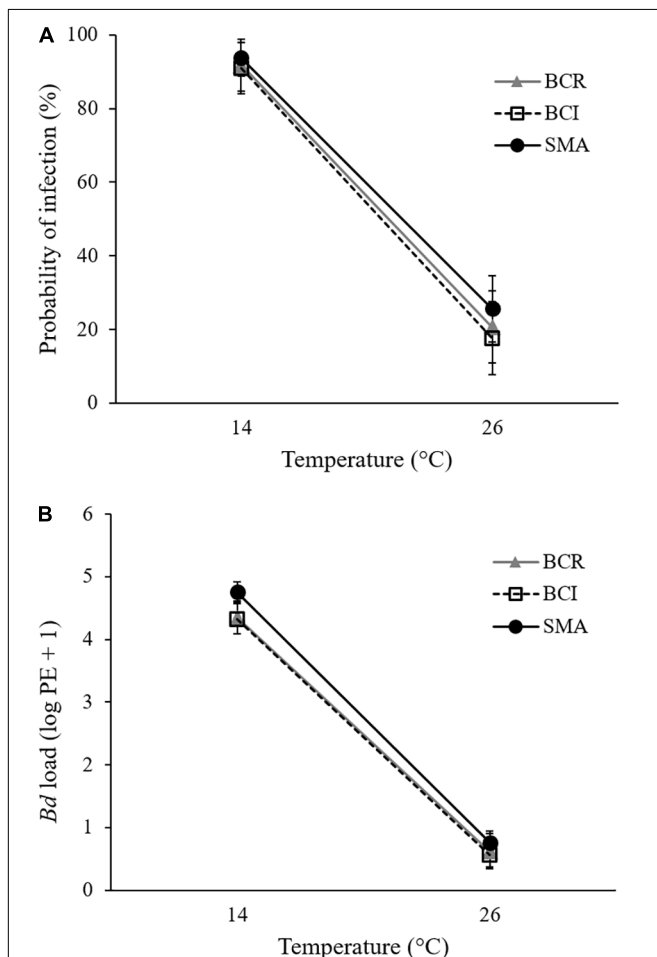 A
Probability of infection (%)
100
80
60
40
20
0
BCR
BCI
SMA
14
26
Temperature (°C)
B
Bd load (log PE + 1)
6
5
4
3
2
1
0
BCR
BCI
SMA
14
26
Temperature (°C)